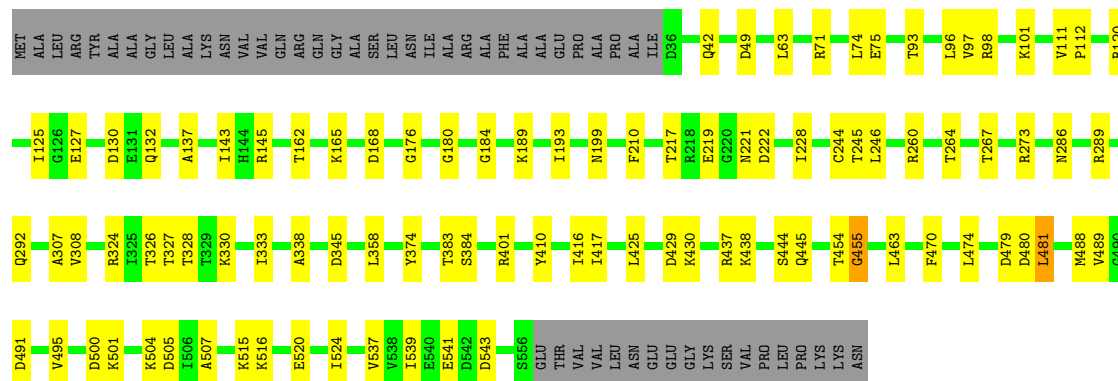 MET ALA LEU ARG TYR ALA ALA GLY LEU ALA LYS ASN VAL VAL GLN ARG GLN GLY ALA SER LEU ASN ILE ALA ARG ALA PHE ALA ALA GLU PRO ALA PRO ALA ILE D36 Q42 D49 L63 R71 L74 E75 T93 L96 V97 R98 K101 V111 P112
I125 G126 E127 D130 E131 Q132 A137 I143 H144 R145 T162 K165 D168 G176 G180 G184 K189 I193 N199 F210 T217 R218 E219 G220 N221 D222 I228 C244 T245 L246 R260 T264 T267 R273 N286 R289
Q292 A307 V308 R324 I325 T326 T327 T328 T329 K330 I333 A338 D345 L358 Y374 T383 S384 R401 Y410 I416 I417 L425 D429 K430 R437 K438 S444 Q445 T454 G455 L463 F470 L474 D479 D480 L481 M488 V489
D491 V495 D500 K501 K504 D505 I506 A507 K515 K516 E520 I524 V537 V538 I539 E540 E541 D542 D543 S556 GLU THR VAL VAL LEU ASN GLU GLU GLY LYS SER VAL PRO LEU PRO LYS LYS ASN